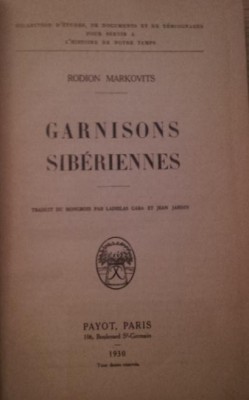 COLLECTION D'ÉTUDES, DE DOCUMENTS ET DE TÉMOIGNAGES
POUR SERVIR A
L'HISTOIRE DE NOTRE TEMPS
RODION MARKOVITS
GARNISONS
SIBÉRIENNES
TRADUIT DU HONGROIS PAR LADISLAS GARA ET JEAN
PAYOT, PARIS
106, Boulevard St-Germain
1930
Tous droits réservés.